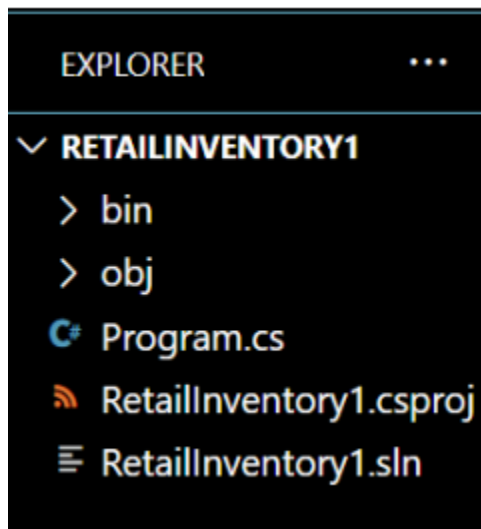 EXPLORER ...
RETAILINVENTORY1
bin
obj
C# Program.cs
RetailInventory1.csproj
RetailInventory1.sln